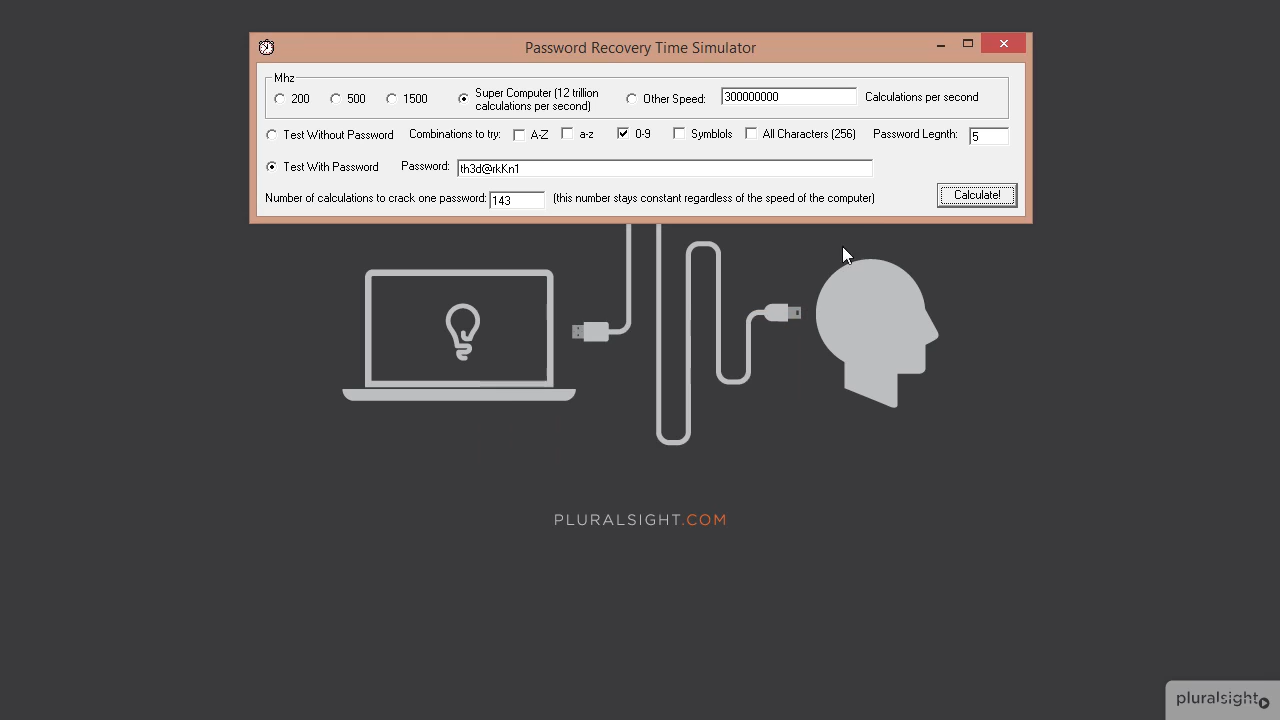 Password Recovery Time Simulator
Mhz
200 500 1500 Super Computer (12 trillion calculations per second) Other Speed: 300000000 Calculations per second
Test Without Password Combinations to try: A-Z a-z 0-9 Symblols All Characters (256) Password Legnth: 5
Test With Password Password: th3d@rkKn1
Number of calculations to crack one password: 143 (this number stays constant regardless of the speed of the computer) Calculate!
PLURALSIGHT.COM
pluralsight